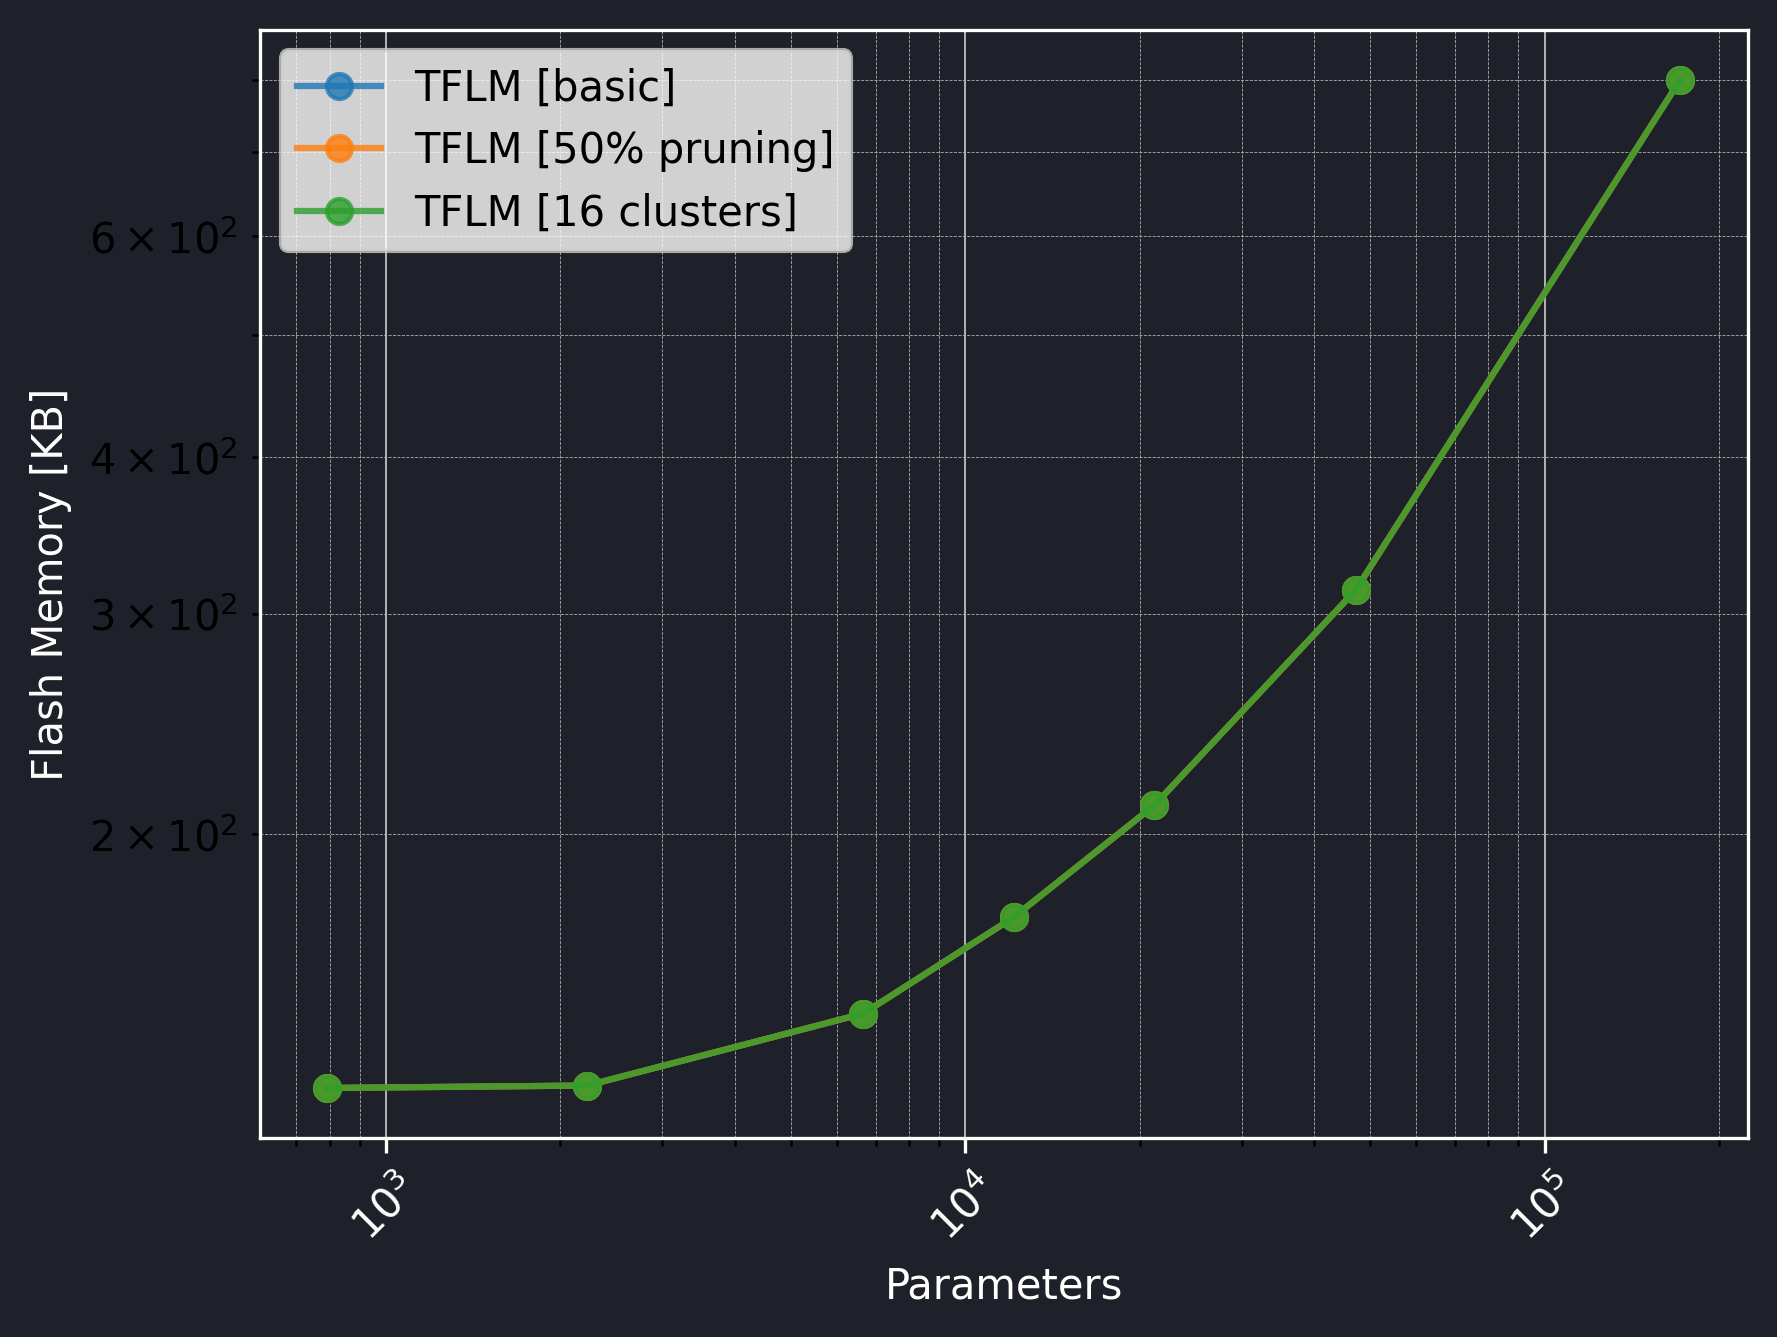 TFLM [basic]
TFLM [50% pruning]
TFLM [16 clusters]
Flash Memory [KB]
6 × 10²
4 × 10²
3 × 10²
2 × 10²
10³
10⁴
10⁵
Parameters